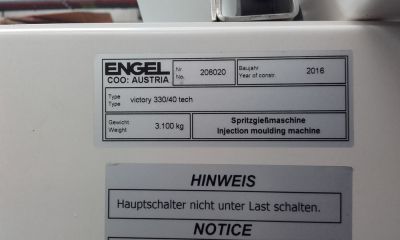 ENGEL
COO: AUSTRIA
Nr.
No.
208020
Baujahr
Year of constr.
2016
Type
Type
victory 330/40 tech
Gewicht
Weight
3.100 kg
Spritzgießmaschine
Injection moulding machine
HINWEIS
Hauptschalter nicht unter Last schalten.
NOTICE